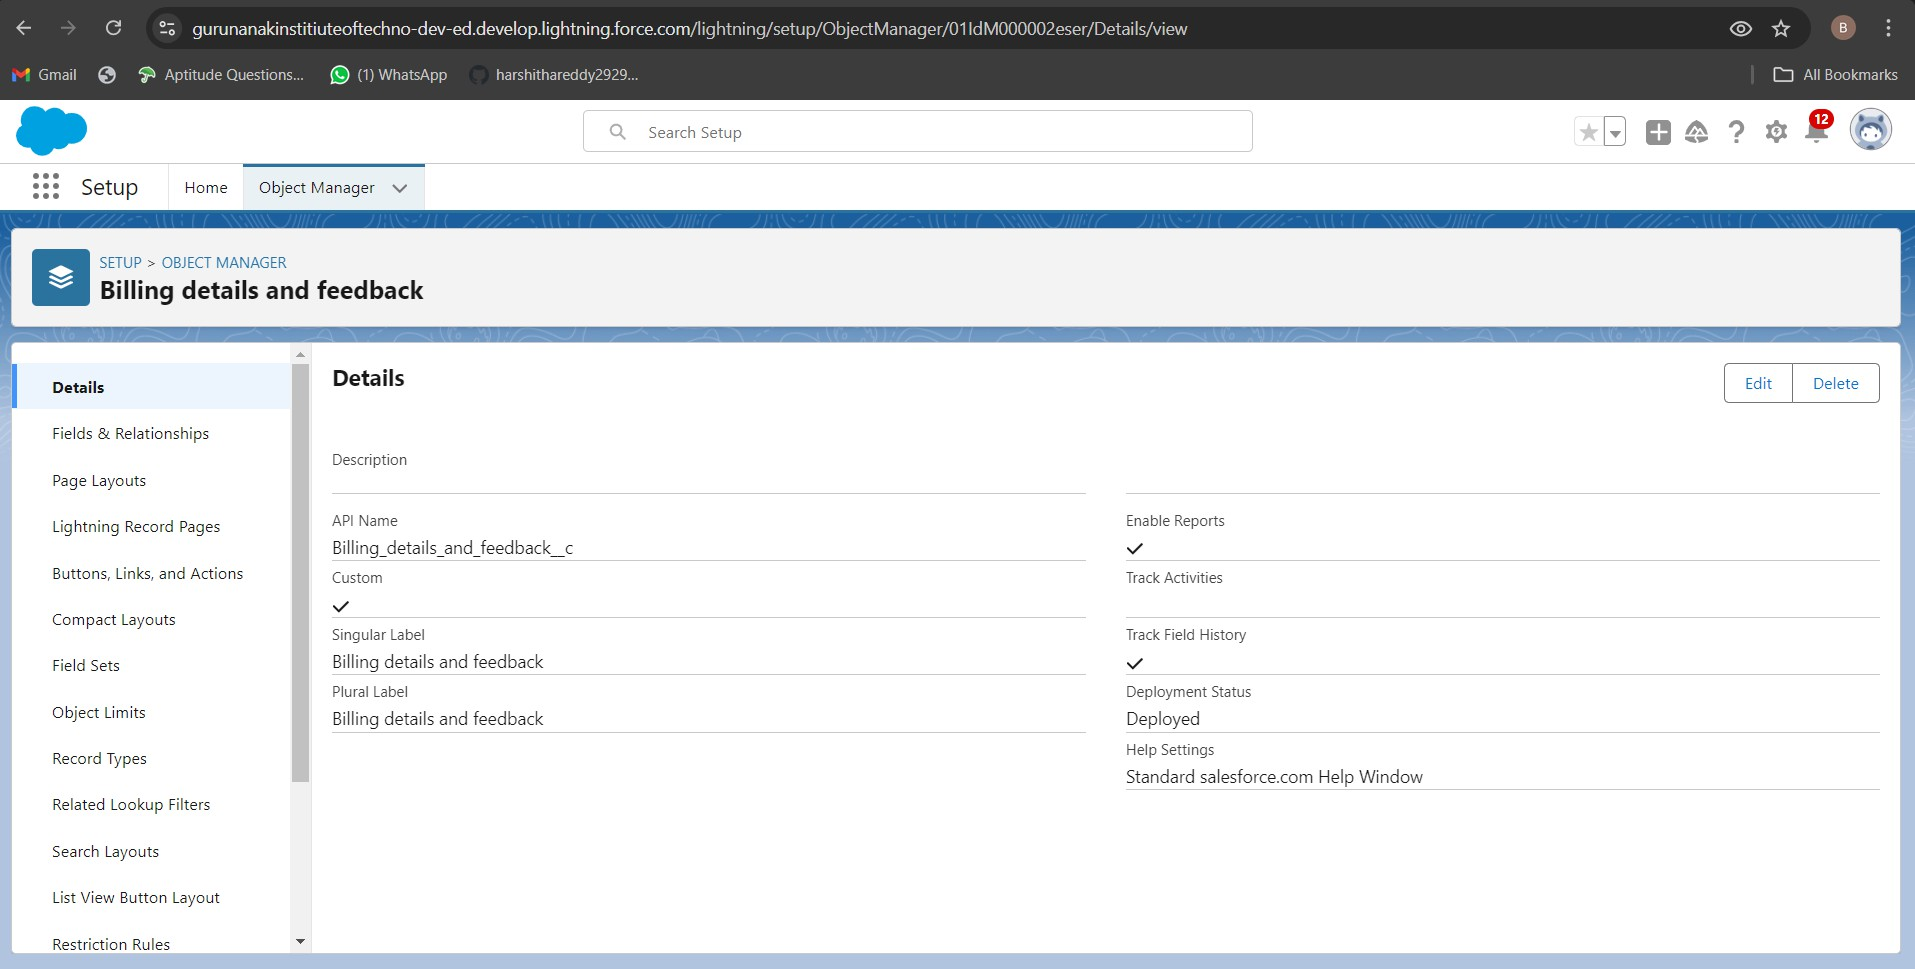 gurunanakinstitiuteoftechno-dev-ed.develop.lightning.force.com/lightning/setup/ObjectManager/01IdM000002eser/Details/view
B
Gmail
Aptitude Questions...
(1) WhatsApp
harshithareddy2929...
All Bookmarks
Search Setup
12
Setup
Home
Object Manager
SETUP > OBJECT MANAGER
Billing details and feedback
Details
Fields & Relationships
Page Layouts
Lightning Record Pages
Buttons, Links, and Actions
Compact Layouts
Field Sets
Object Limits
Record Types
Related Lookup Filters
Search Layouts
List View Button Layout
Restriction Rules
Details
Edit
Delete
Description
API Name
Billing_details_and_feedback__c
Custom
Singular Label
Billing details and feedback
Plural Label
Billing details and feedback
Enable Reports
Track Activities
Track Field History
Deployment Status
Deployed
Help Settings
Standard salesforce.com Help Window